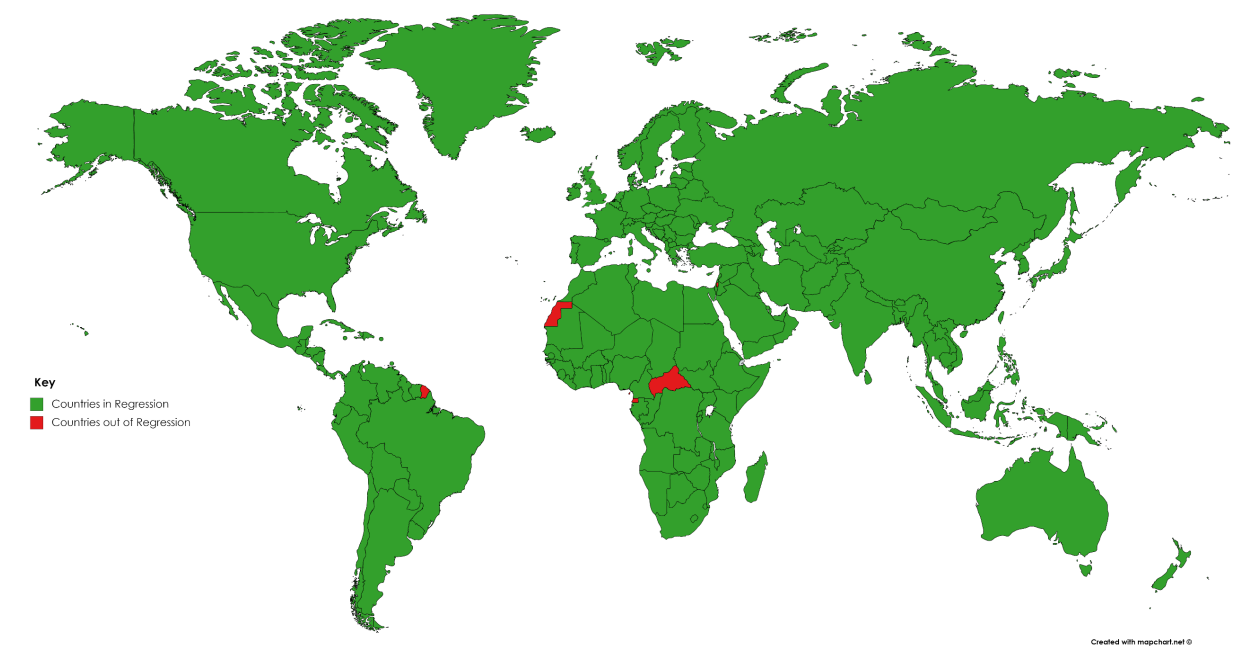 Key
Countries in Regression
Countries out of Regression
Created with mapchart.net ©